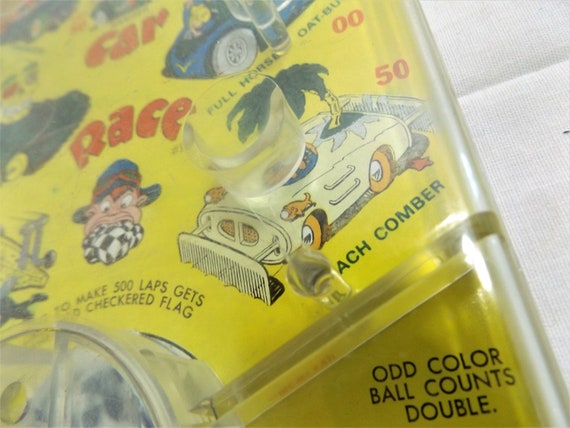 Car
Race
00
50
FULL HORSE OAT-BU
ACH COMBER
TO MAKE 500 LAPS GETS
CHECKERED FLAG
ODD COLOR
BALL COUNTS
DOUBLE.